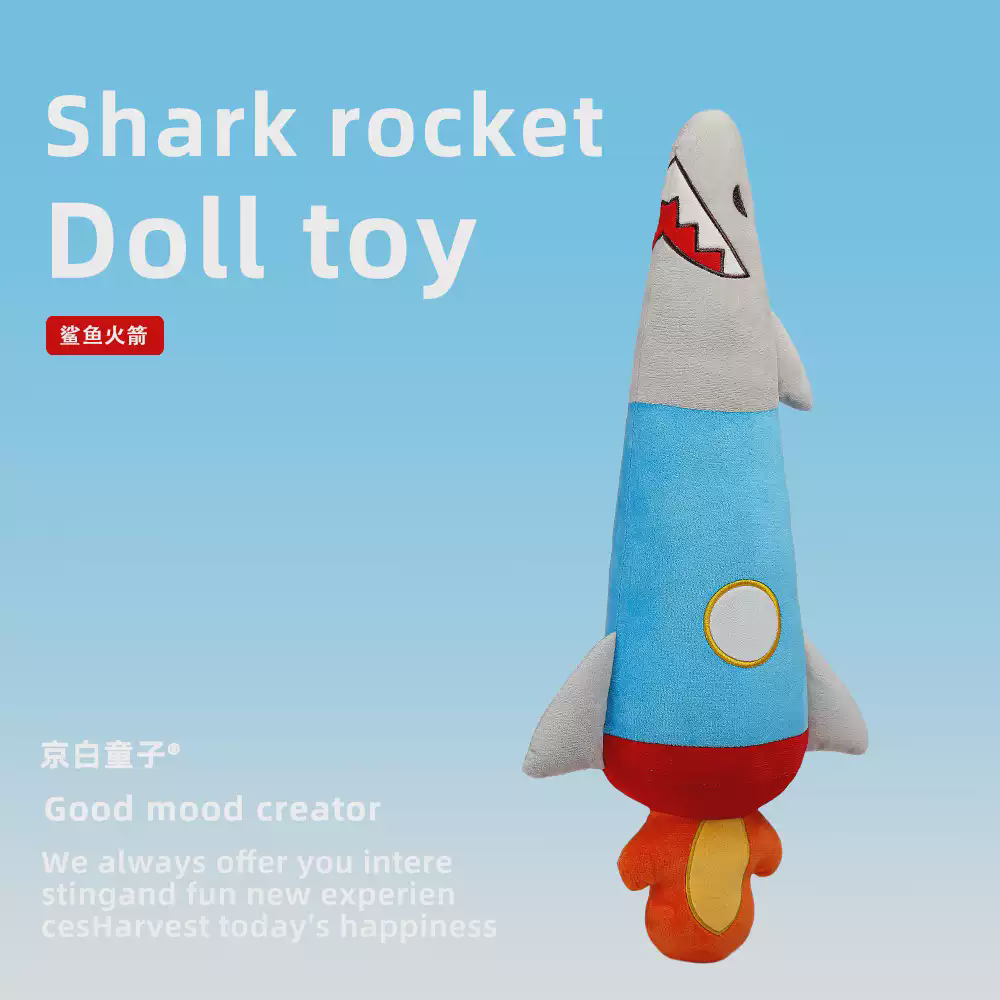 Shark rocket
Doll toy
鲨鱼火箭
京白童子®
Good mood creator
We always offer you intere
stingand fun new experien
cesHarvest today's happiness